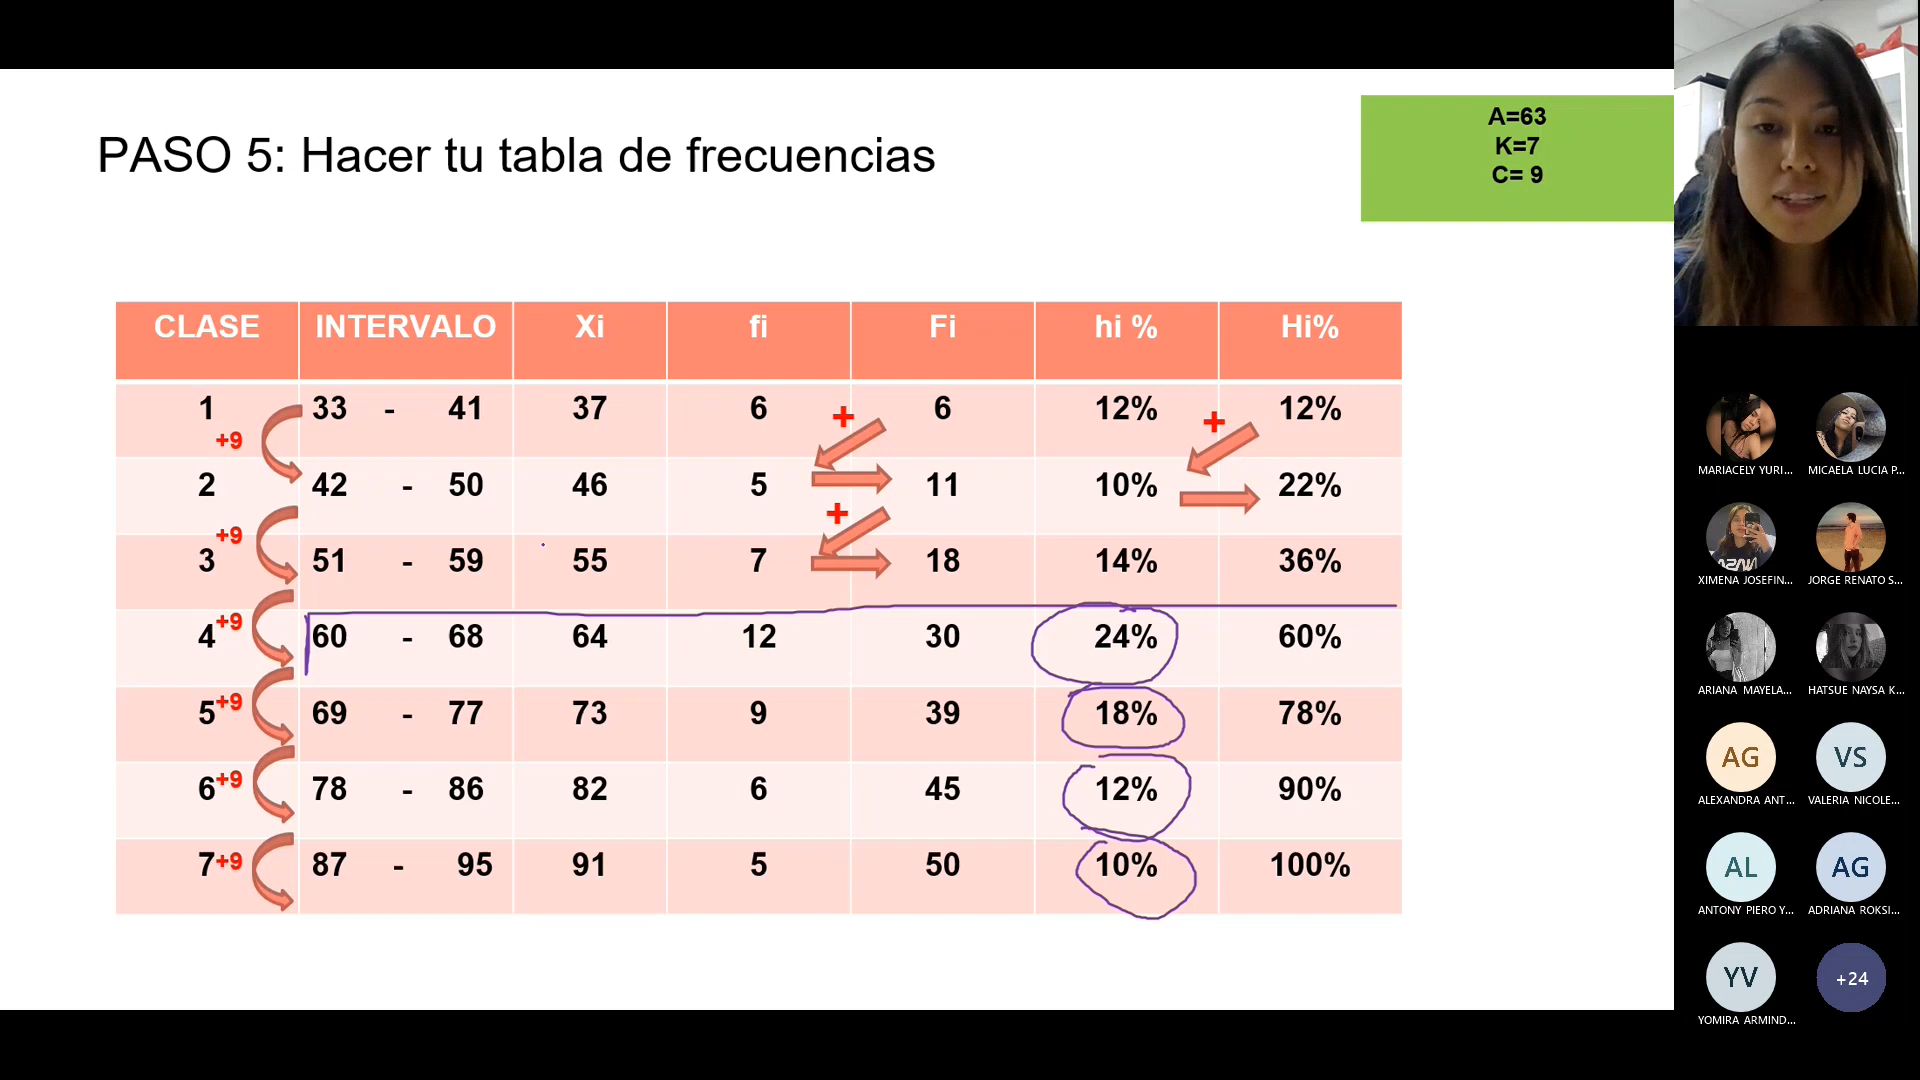 PASO 5: Hacer tu tabla de frecuencias
A=63
K=7
C= 9
CLASE INTERVALO Xi fi Fi hi % Hi%
1 33 - 41 37 6 + 6 12% + 12%
+9
2 42 - 50 46 5 11 10% 22%
+
+9
3 51 - 59 55 7 18 14% 36%
+9
4 60 - 68 64 12 30 24% 60%
+9
5 69 - 77 73 9 39 18% 78%
+9
6 78 - 86 82 6 45 12% 90%
+9
7 87 - 95 91 5 50 10% 100%
MARIACELY YURI... MICAELA LUCIA P...
XIMENA JOSEFIN... JORGE RENATO S...
ARIANA MAYELA... HATSUE NAYSA K...
AG VS
ALEXANDRA ANT... VALERIA NICOLE...
AL AG
ANTONY PIERO Y... ADRIANA ROKSI...
YV +24
YOMIRA ARMIND...